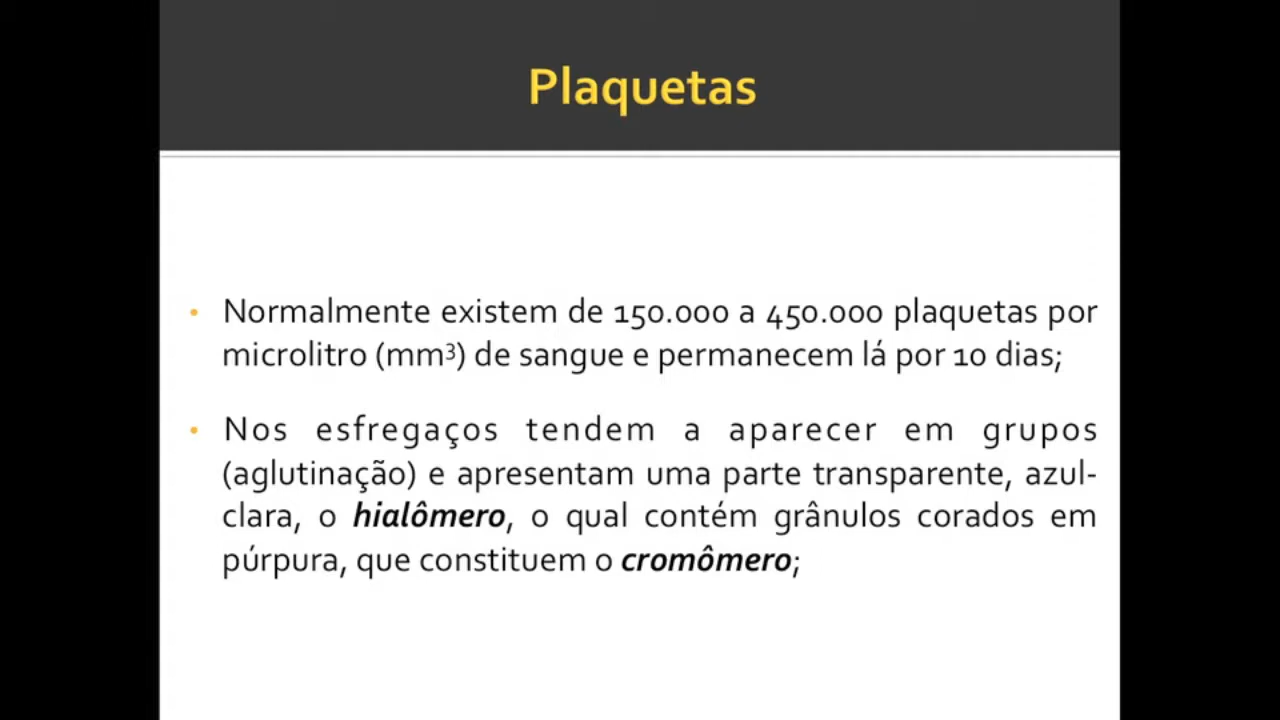 Plaquetas
• Normalmente existem de 150.000 a 450.000 plaquetas por
microlitro (mm³) de sangue e permanecem lá por 10 dias;
• Nos esfregaços tendem a aparecer em grupos
(aglutinação) e apresentam uma parte transparente, azul-
clara, o hialômero, o qual contém grânulos corados em
púrpura, que constituem o cromômero;